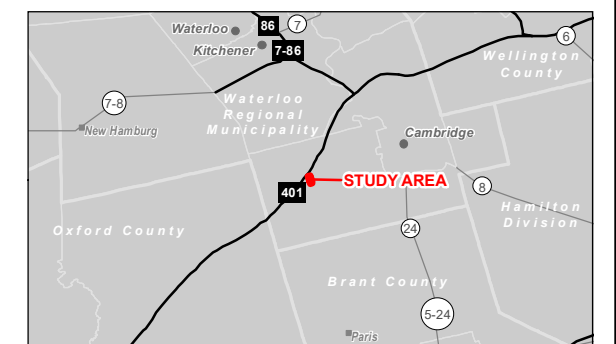 Waterloo
86
7
Kitchener
7-86
6
Wellington
County
7-8
Waterloo
Regional
Municipality
New Hamburg
Cambridge
STUDY AREA
401
8
Hamilton
Division
Oxford County
24
Brant County
5-24
Paris